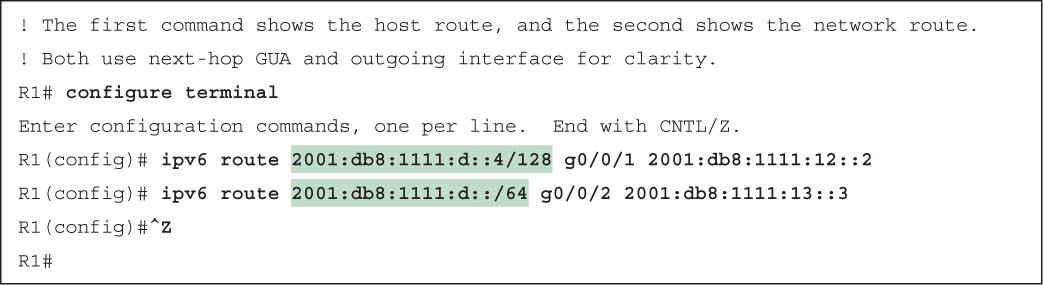 ! The first command shows the host route, and the second shows the network route.
! Both use next-hop GUA and outgoing interface for clarity.
R1# configure terminal
Enter configuration commands, one per line.  End with CNTL/Z.
R1(config)# ipv6 route 2001:db8:1111:d::4/128 g0/0/1 2001:db8:1111:12::2
R1(config)# ipv6 route 2001:db8:1111:d::/64 g0/0/2 2001:db8:1111:13::3
R1(config)#^Z
R1#